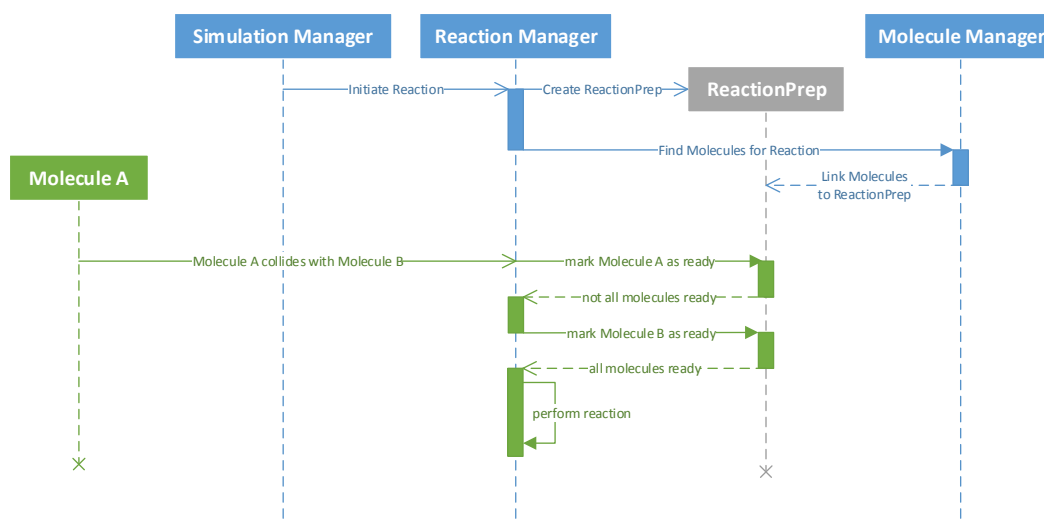 Simulation Manager
Reaction Manager
Molecule Manager
Initiate Reaction
Create ReactionPrep
ReactionPrep
Find Molecules for Reaction
Molecule A
Link Molecules
to ReactionPrep
Molecule A collides with Molecule B
mark Molecule A as ready
not all molecules ready
mark Molecule B as ready
all molecules ready
perform reaction